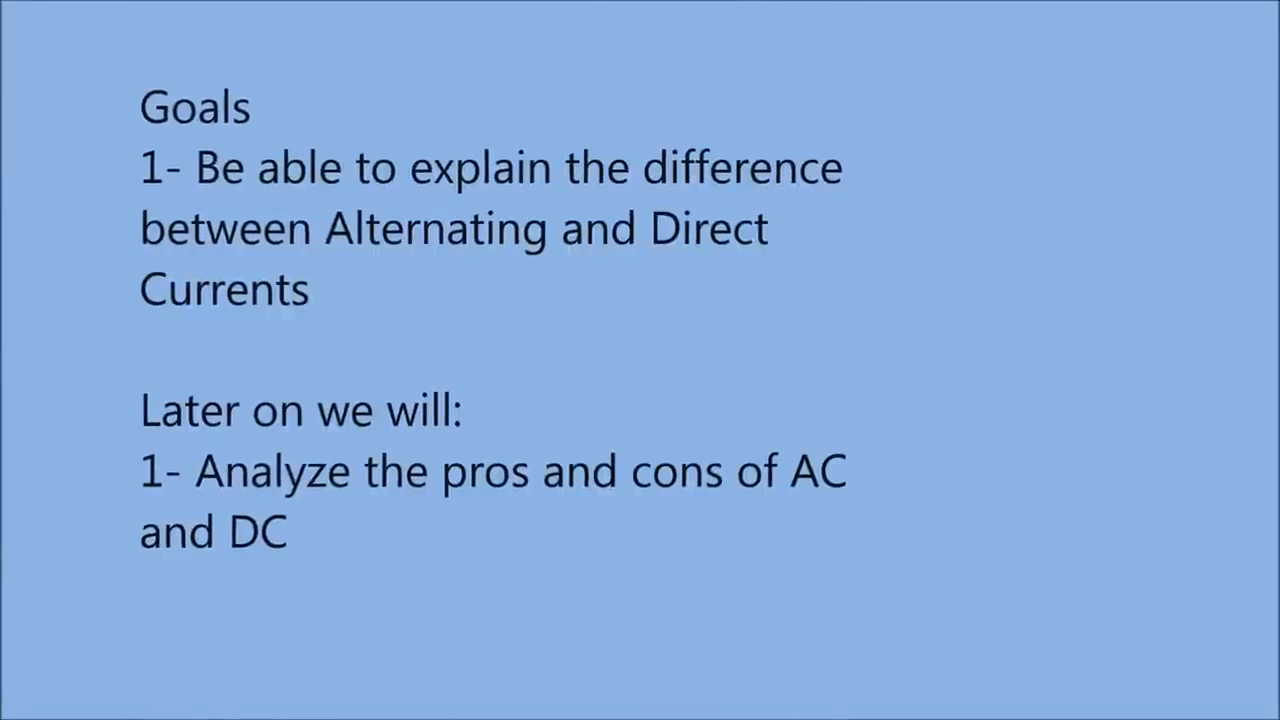 Goals
1- Be able to explain the difference
between Alternating and Direct
Currents
Later on we will:
1- Analyze the pros and cons of AC
and DC